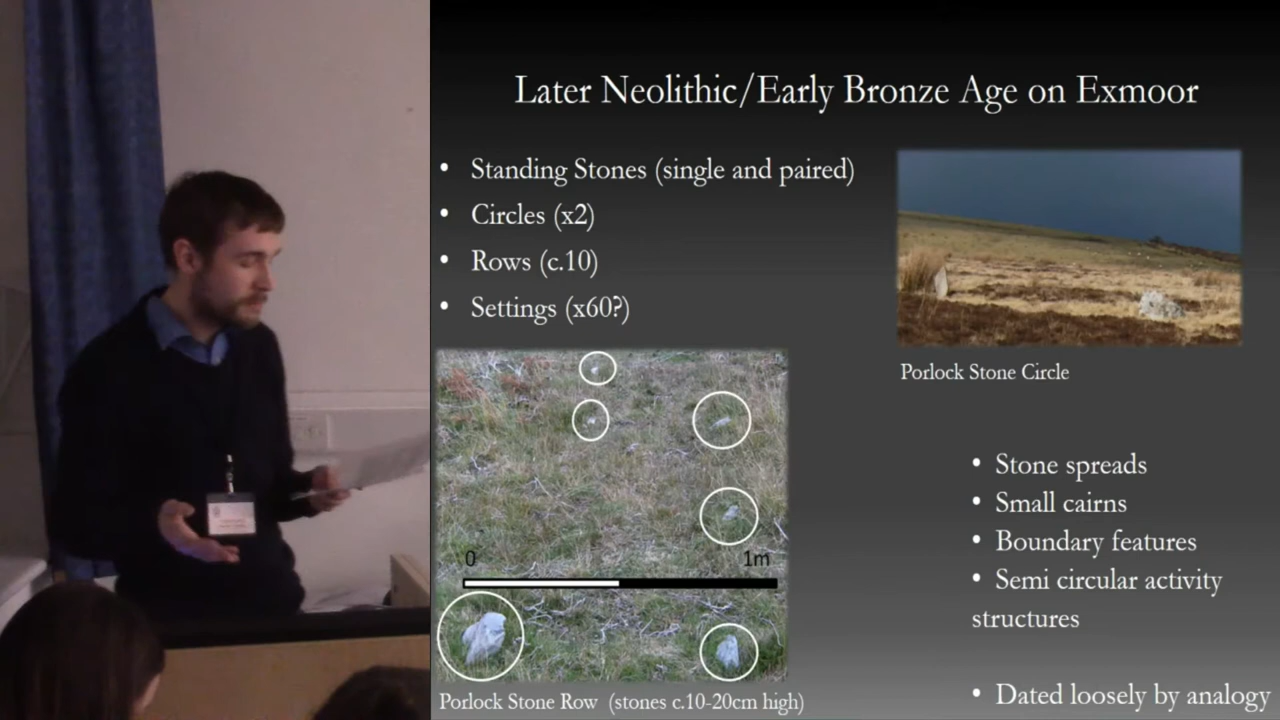 Later Neolithic/Early Bronze Age on Exmoor
• Standing Stones (single and paired)
• Circles (x2)
• Rows (c.10)
• Settings (x60?)
Porlock Stone Circle
0 1m
Porlock Stone Row (stones c.10-20cm high)
• Stone spreads
• Small cairns
• Boundary features
• Semi circular activity
structures
• Dated loosely by analogy